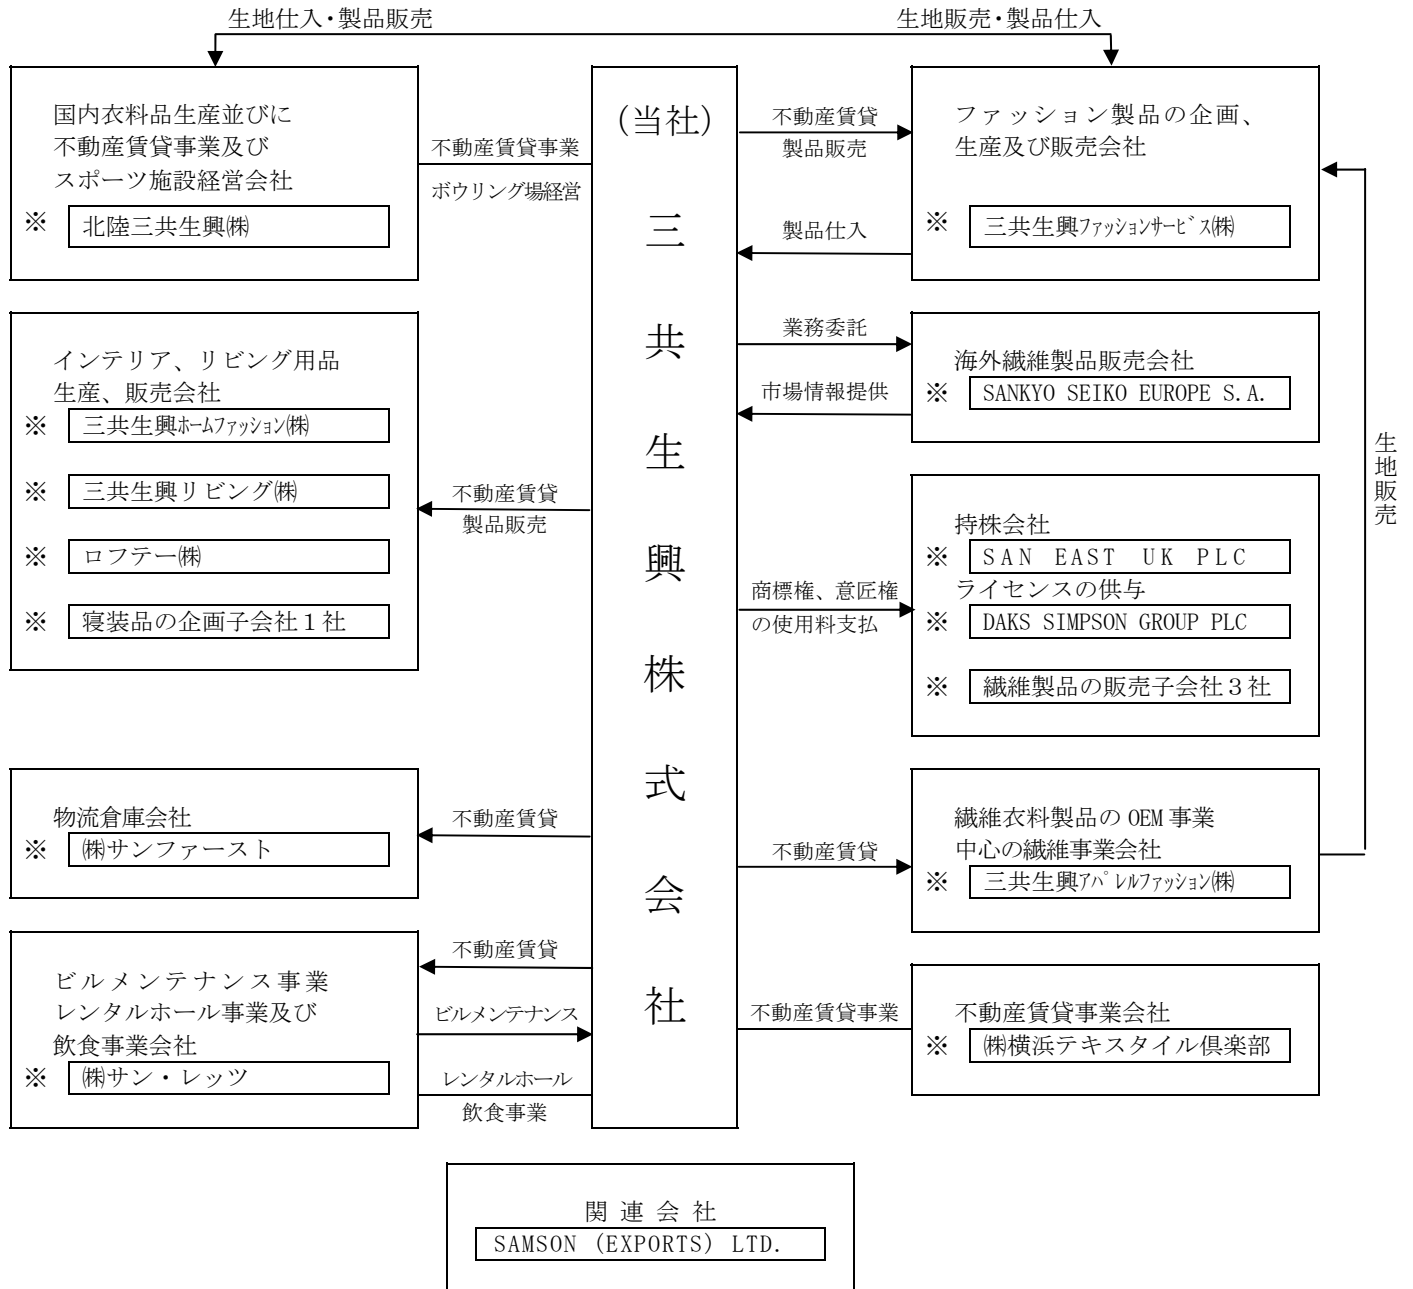 生地仕入・製品販売
生地販売・製品仕入
国内衣料品生産並びに
不動産賃貸事業及び
スポーツ施設経営会社
※ 北陸三共生興㈱
不動産賃貸事業
ボウリング場経営
インテリア、リビング用品
生産、販売会社
※ 三共生興ホームファッション㈱
※ 三共生興リビング㈱
※ ロフテー㈱
※ 寝装品の企画子会社１社
不動産賃貸
製品販売
物流倉庫会社
※ ㈱サンファースト
不動産賃貸
ビルメンテナンス事業
レンタルホール事業及び
飲食事業会社
※ ㈱サン・レッツ
不動産賃貸
ビルメンテナンス
レンタルホール
飲食事業
(当社)
三共生興株式会社
不動産賃貸
製品販売
製品仕入
ファッション製品の企画、
生産及び販売会社
※ 三共生興ファッションサービス㈱
業務委託
市場情報提供
海外繊維製品販売会社
※ SANKYO SEIKO EUROPE S.A.
商標権、意匠権
の使用料支払
持株会社
※ SAN EAST UK PLC
ライセンスの供与
※ DAKS SIMPSON GROUP PLC
※ 繊維製品の販売子会社３社
不動産賃貸
繊維衣料製品の OEM 事業
中心の繊維事業会社
※ 三共生興アパレルファッション㈱
生地販売
不動産賃貸事業
不動産賃貸事業会社
※ ㈱横浜テキスタイル倶楽部
関連会社
SAMSON (EXPORTS) LTD.